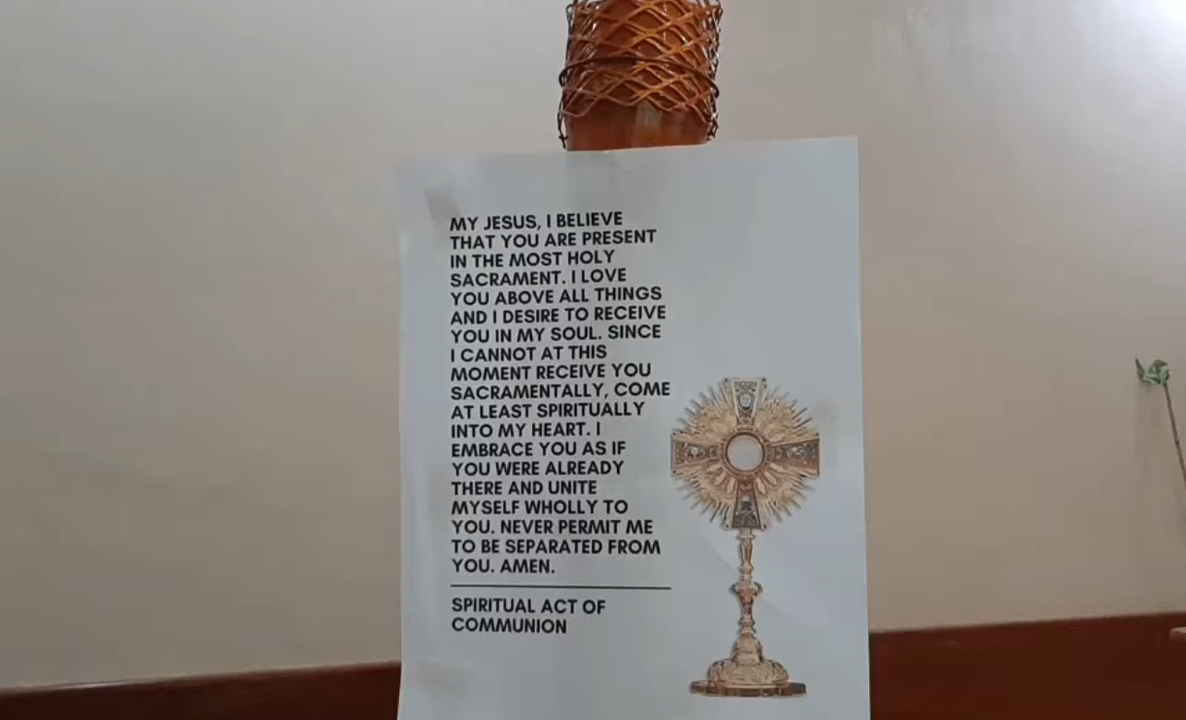 MY JESUS, I BELIEVE
THAT YOU ARE PRESENT
IN THE MOST HOLY
SACRAMENT. I LOVE
YOU ABOVE ALL THINGS
AND I DESIRE TO RECEIVE
YOU IN MY SOUL. SINCE
I CANNOT AT THIS
MOMENT RECEIVE YOU
SACRAMENTALLY, COME
AT LEAST SPIRITUALLY
INTO MY HEART. I
EMBRACE YOU AS IF
YOU WERE ALREADY
THERE AND UNITE
MYSELF WHOLLY TO
YOU. NEVER PERMIT ME
TO BE SEPARATED FROM
YOU. AMEN.
SPIRITUAL ACT OF
COMMUNION